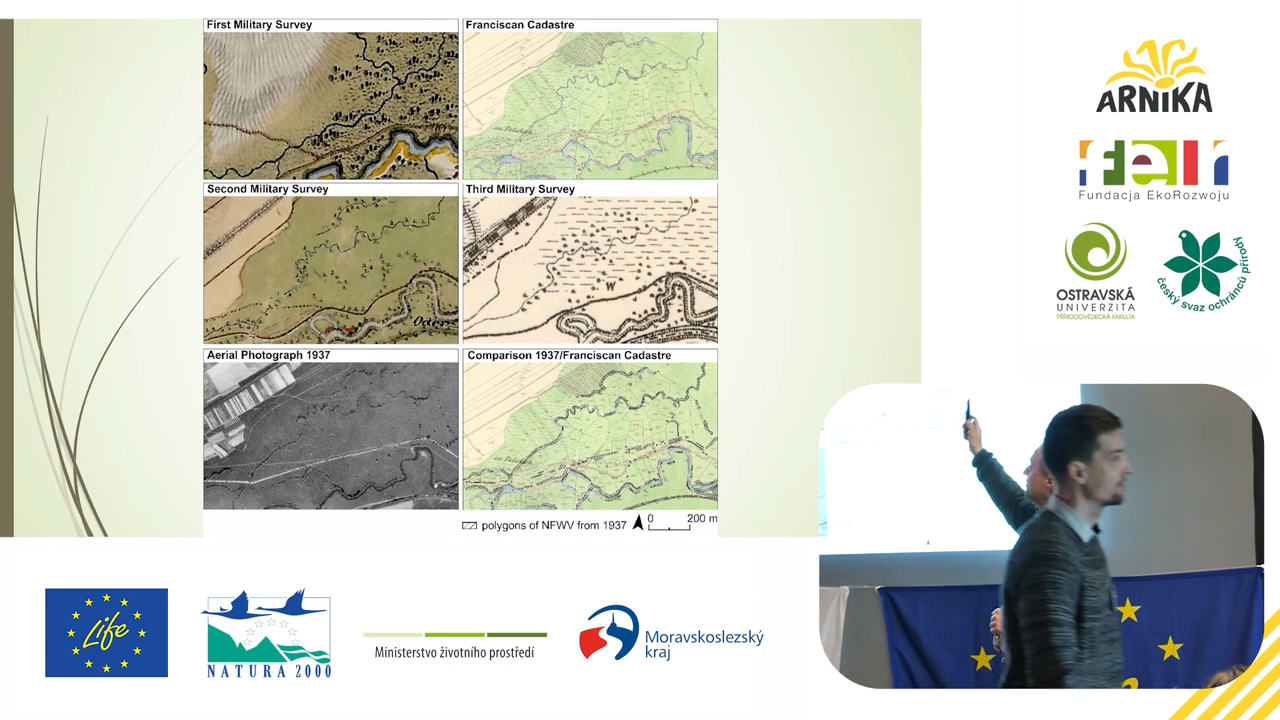 First Military Survey
Franciscan Cadastre
Second Military Survey
Third Military Survey
W
Aerial Photograph 1937
Comparison 1937/Franciscan Cadastre
polygons of NFWV from 1937
0 200 m
ARNIKA
feer
Fundacja EkoRozwoju
OSTRAVSKÁ
UNIVERZITA
PŘÍRODOVĚDECKÁ FAKULTA
český svaz ochránců přírody
Life
NATURA 2000
Ministerstvo životního prostředí
Moravskoslezský
kraj